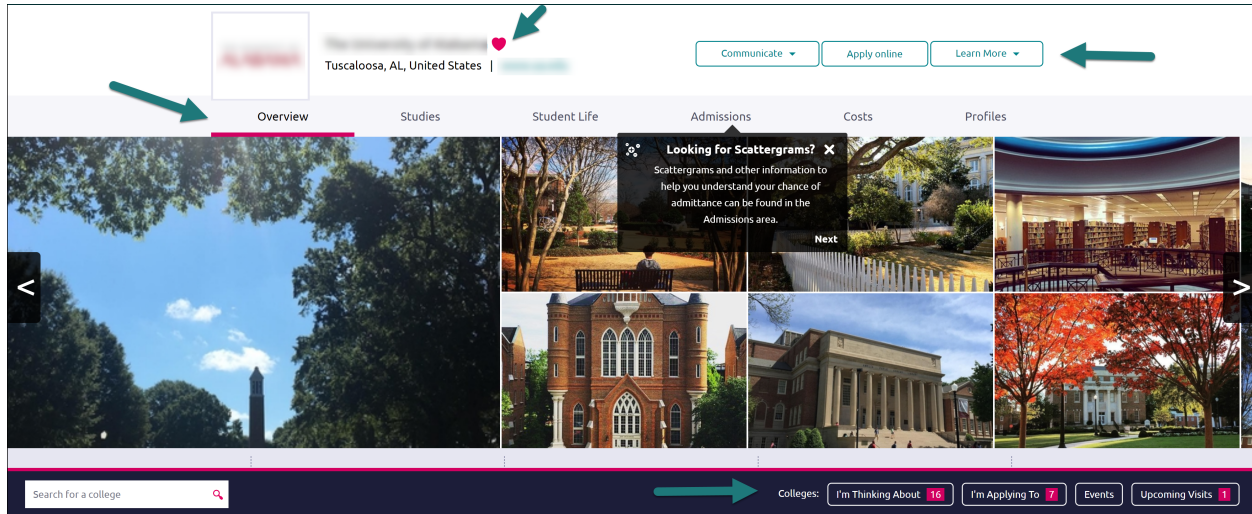 Tuscaloosa, AL, United States |
Communicate
Apply online
Learn More
Overview
Studies
Student Life
Admissions
Costs
Profiles
Looking for Scattergrams?
Scattergrams and other information to
help you understand your chance of
admittance can be found in the
Admissions area.
Next
<
>
Search for a college
Colleges:
I'm Thinking About 16
I'm Applying To 7
Events
Upcoming Visits 1